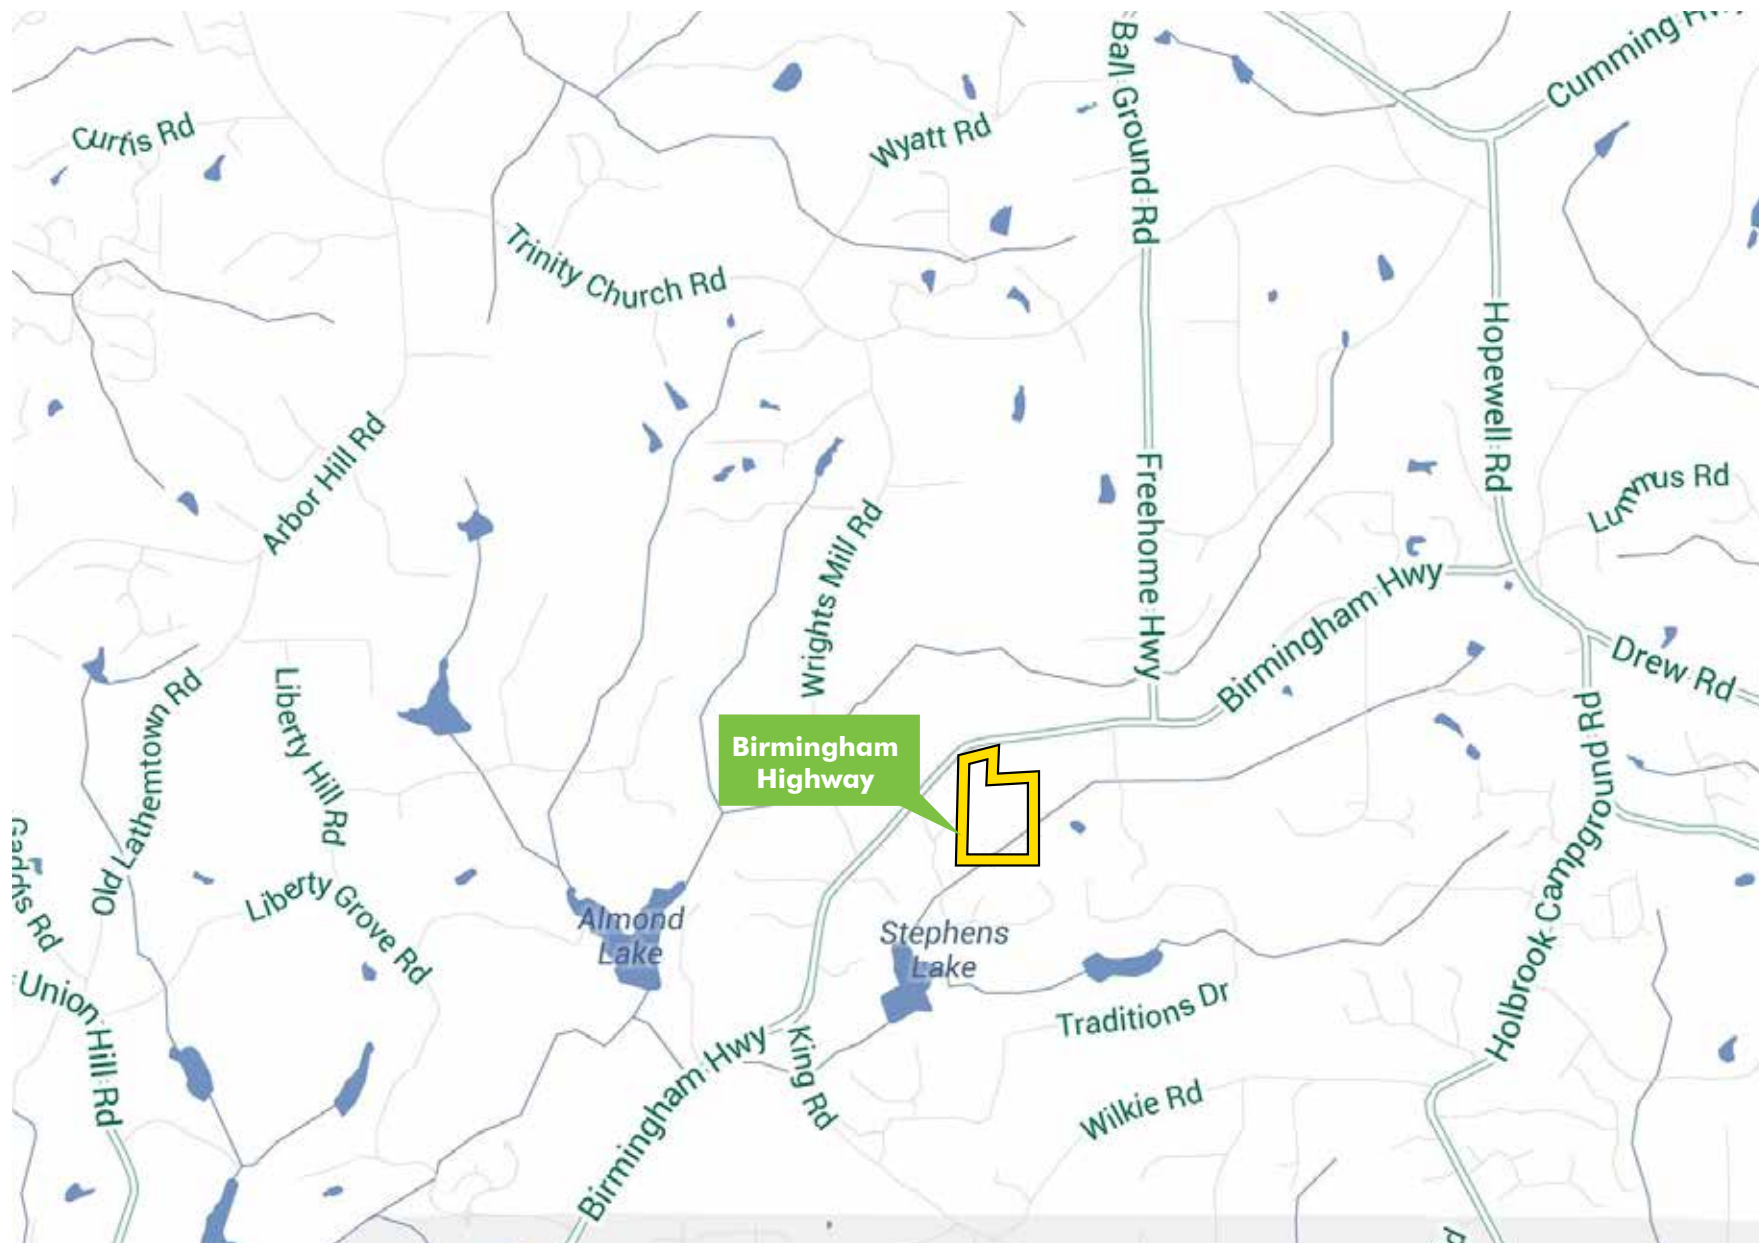 Cumming Hwy
Ball Ground Rd
Curtis Rd
Wyatt Rd
Trinity Church Rd
Hopewell Rd
Arbor Hill Rd
Freehome Hwy
Lummus Rd
Wrights Mill Rd
Birmingham Hwy
Drew Rd
Liberty Hill Rd
Old Lathemtown Rd
Birmingham
Highway
Holbrook Campground Rd
Gaddis Rd
Liberty Grove Rd
Almond
Lake
Stephens
Lake
Union Hill Rd
Traditions Dr
King Rd
Birmingham Hwy
Wilkie Rd